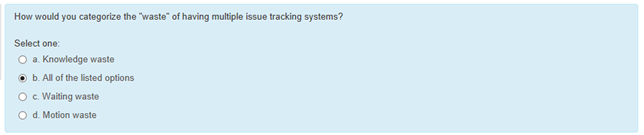 How would you categorize the "waste" of having multiple issue tracking systems?
Select one:
a. Knowledge waste
b. All of the listed options
c. Waiting waste
d. Motion waste